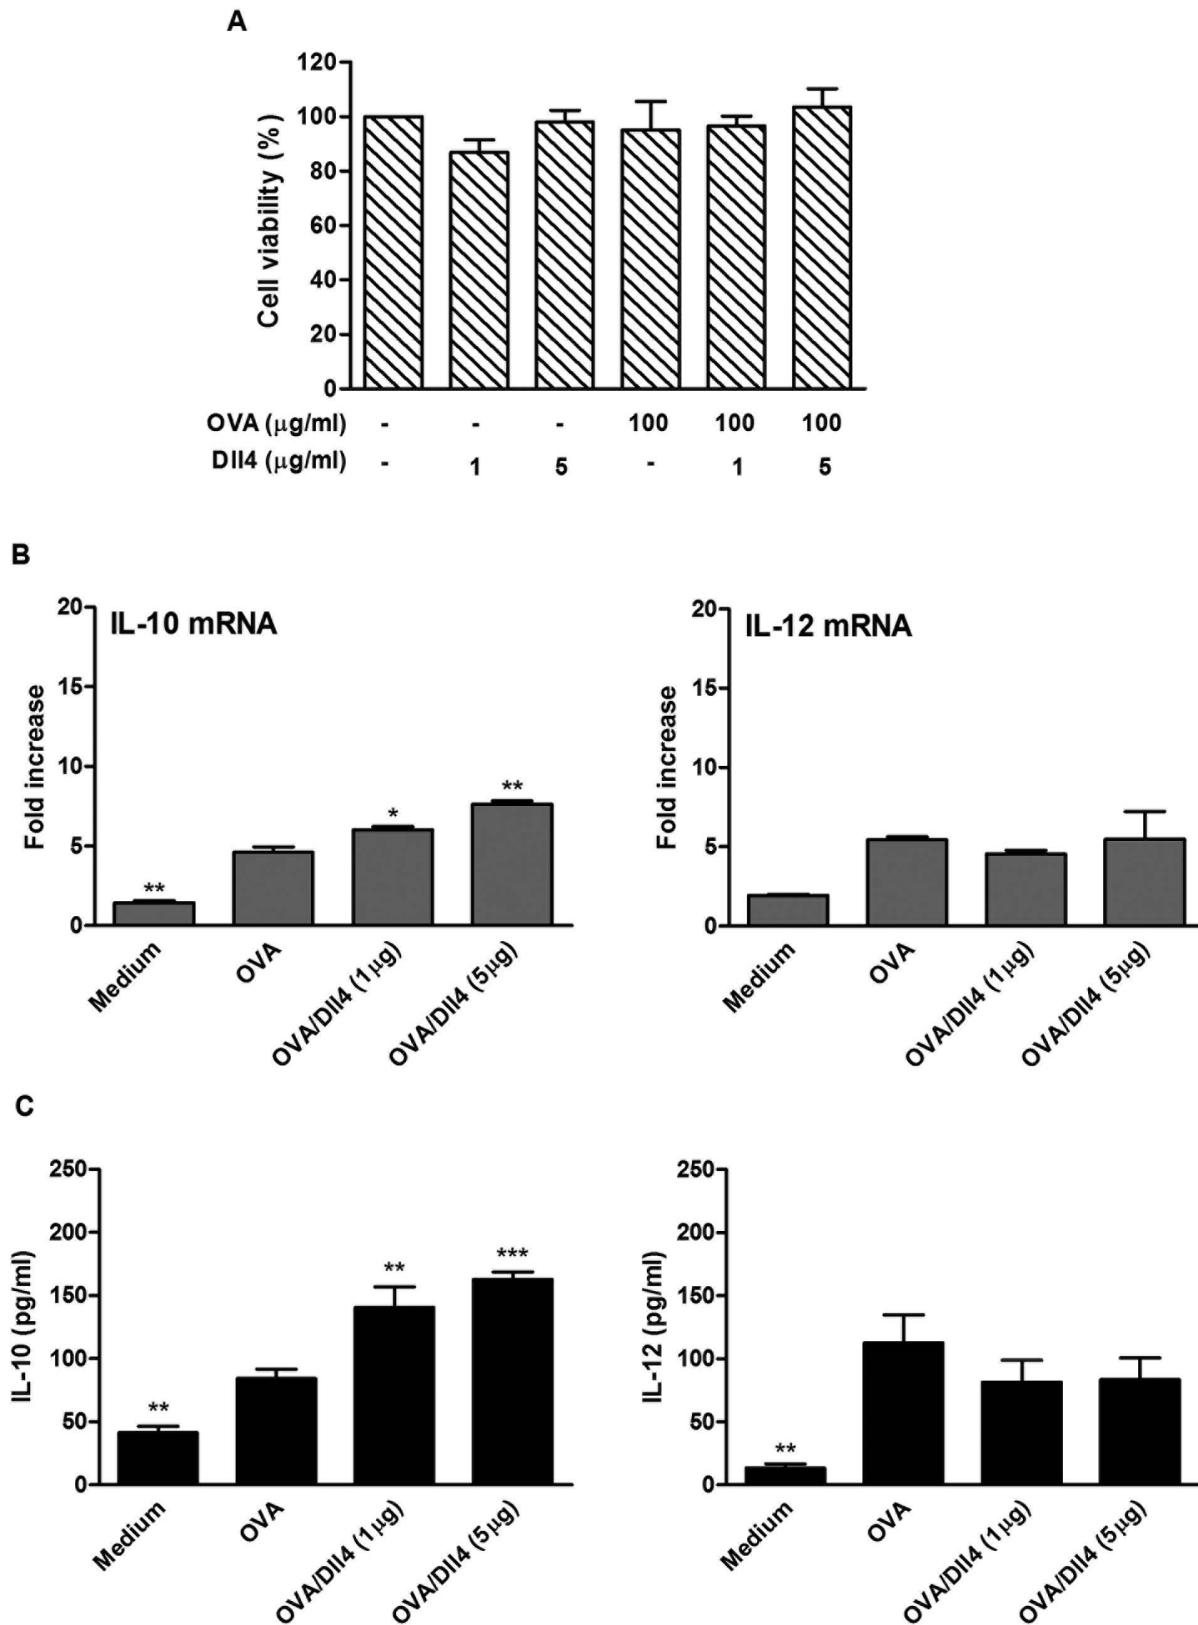 A
120
100
80
60
40
20
0
Cell viability (%)
OVA (μg/ml) - - - 100 100 100
Dll4 (μg/ml) - 1 5 - 1 5
B
IL-10 mRNA
20
15
10
5
0
Fold increase
** * **
Medium OVA OVA/Dll4 (1μg) OVA/Dll4 (5μg)
IL-12 mRNA
20
15
10
5
0
Fold increase
Medium OVA OVA/Dll4 (1μg) OVA/Dll4 (5μg)
C
250
200
150
100
50
0
IL-10 (pg/ml)
** ** ***
Medium OVA OVA/Dll4 (1μg) OVA/Dll4 (5μg)
250
200
150
100
50
0
IL-12 (pg/ml)
**
Medium OVA OVA/Dll4 (1μg) OVA/Dll4 (5μg)